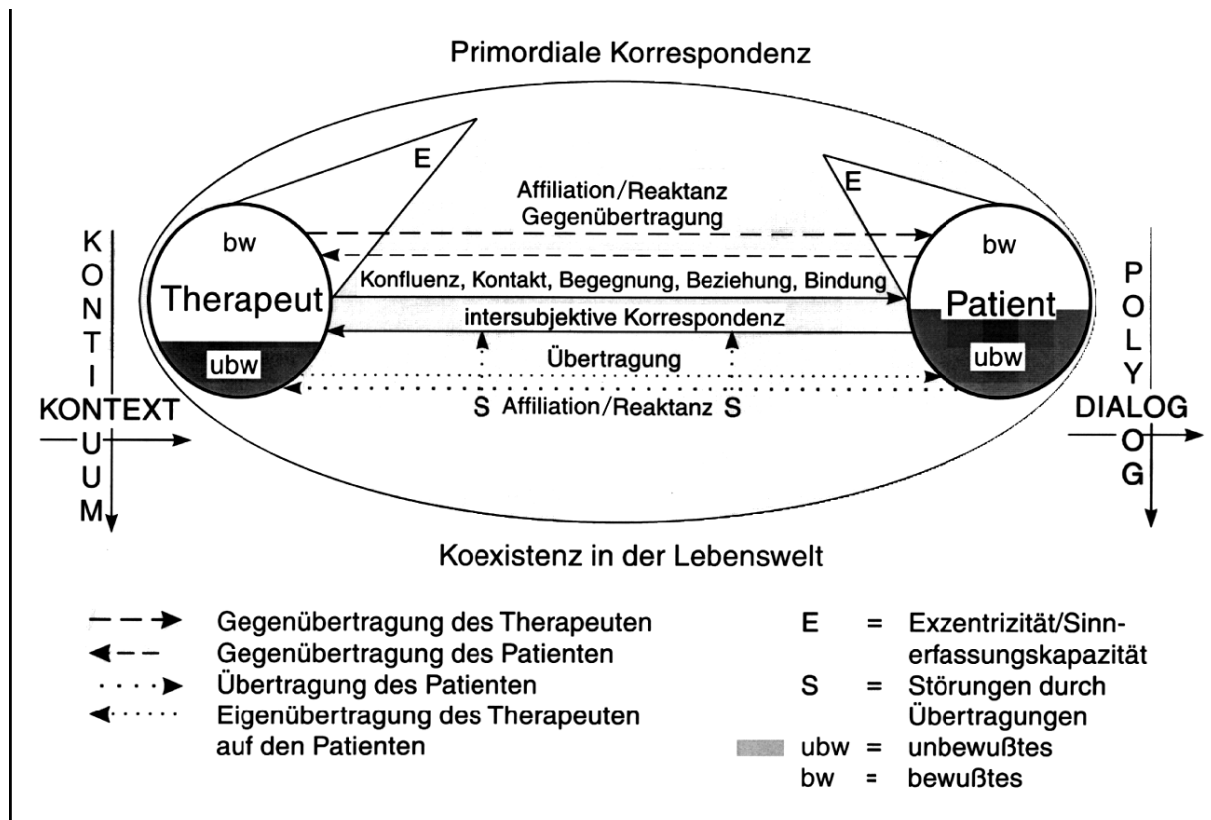 Primordiale Korrespondenz
E
E
Affiliation/Reaktanz
Gegenübertragung
bw
bw
Konfluenz, Kontakt, Begegnung, Beziehung, Bindung
Therapeut
Patient
intersubjektive Korrespondenz
ubw
ubw
Übertragung
S Affiliation/Reaktanz S
KONTINUUM
KONTEXT
POLYLOG
DIALOG
Koexistenz in der Lebenswelt
Gegenübertragung des Therapeuten
Gegenübertragung des Patienten
Übertragung des Patienten
Eigenübertragung des Therapeuten
auf den Patienten
E = Exzentrizität/Sinn-
erfassungskapazität
S = Störungen durch
Übertragungen
ubw = unbewußtes
bw = bewußtes